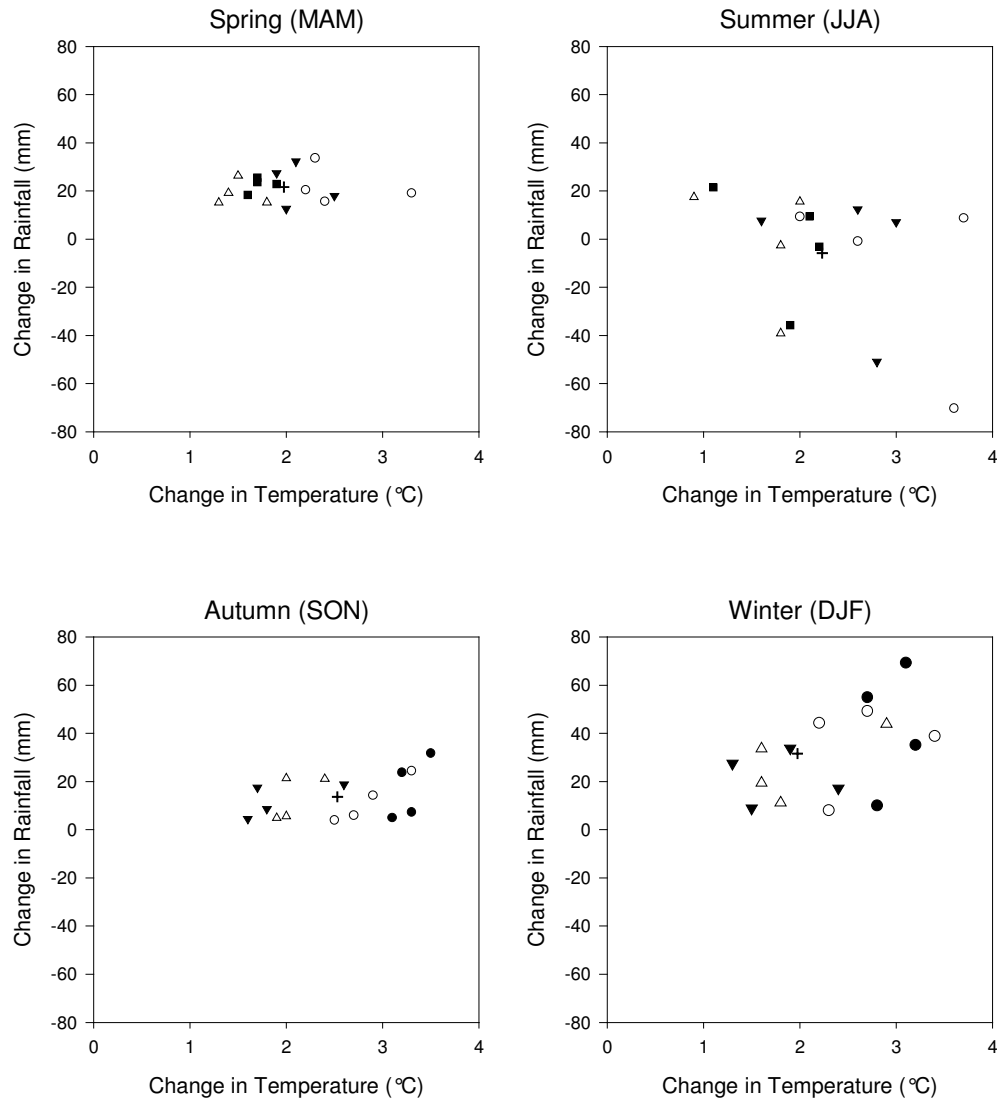 Spring (MAM)
80
60
40
20
0
-20
-40
-60
-80
Change in Rainfall (mm)
0 1 2 3 4
Change in Temperature (°C)
Summer (JJA)
80
60
40
20
0
-20
-40
-60
-80
Change in Rainfall (mm)
0 1 2 3 4
Change in Temperature (°C)
Autumn (SON)
80
60
40
20
0
-20
-40
-60
-80
Change in Rainfall (mm)
0 1 2 3 4
Change in Temperature (°C)
Winter (DJF)
80
60
40
20
0
-20
-40
-60
-80
Change in Rainfall (mm)
0 1 2 3 4
Change in Temperature (°C)